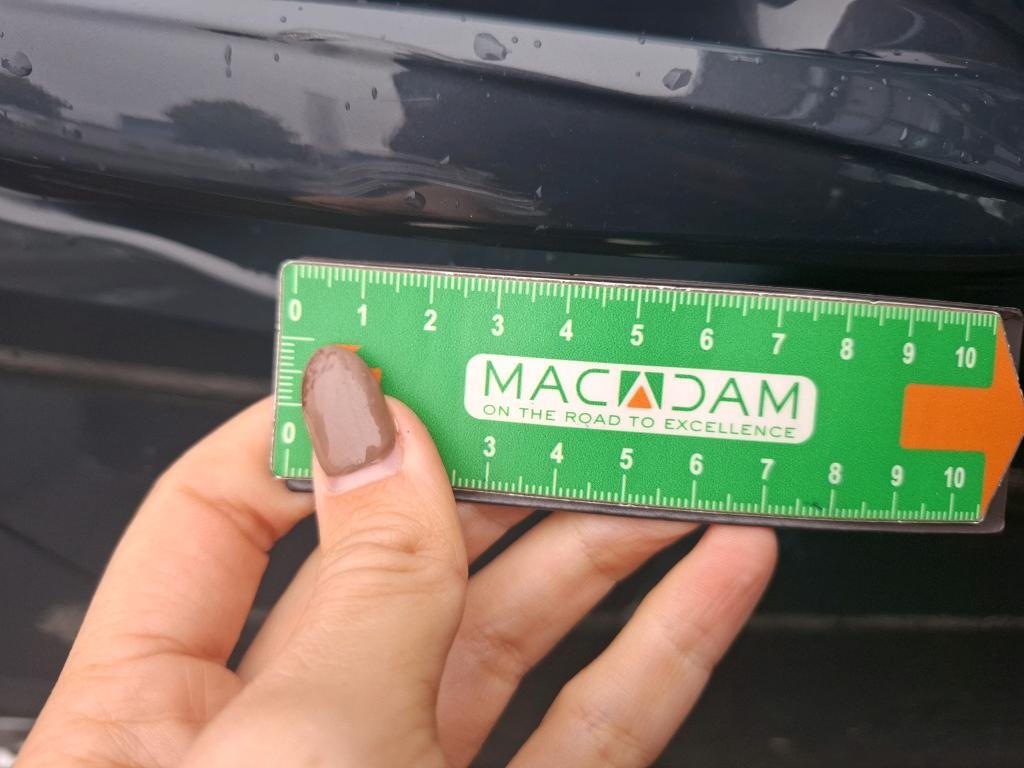 0 1 2 3 4 5 6 7 8 9 10
MACADAM
ON THE ROAD TO EXCELLENCE
0 3 4 5 6 7 8 9 10